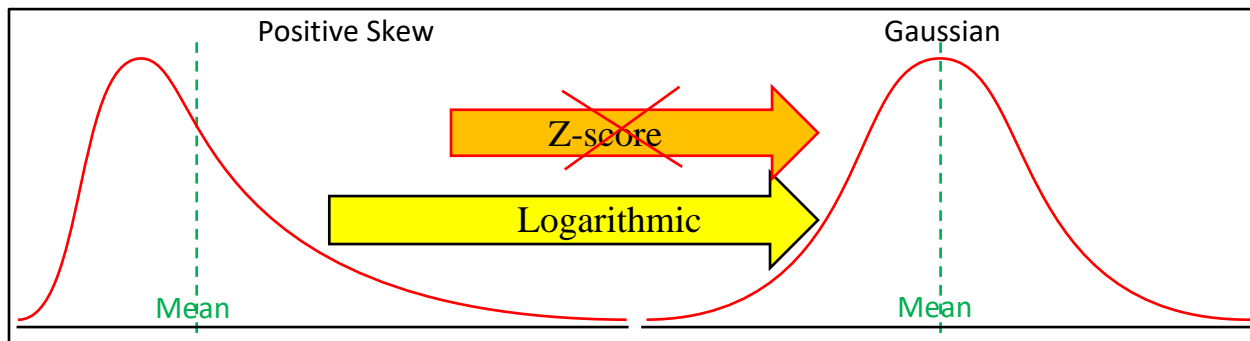 Positive Skew
Gaussian
Z-score
Logarithmic
Mean
Mean